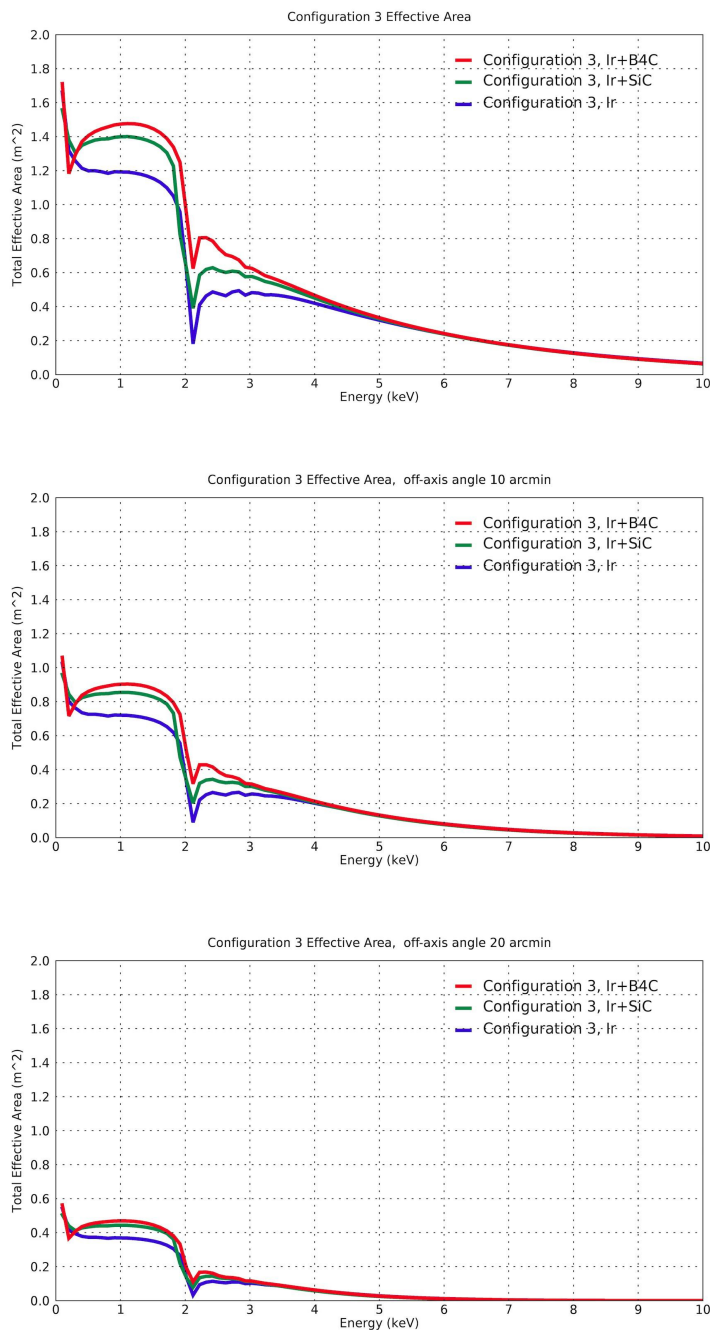 Configuration 3 Effective Area
2.0
1.8
1.6
1.4
1.2
1.0
0.8
0.6
0.4
0.2
0.0
Total Effective Area (m^2)
Configuration 3, Ir+B4C
Configuration 3, Ir+SiC
Configuration 3, Ir
0 1 2 3 4 5 6 7 8 9 10
Energy (keV)
Configuration 3 Effective Area, off-axis angle 10 arcmin
2.0
1.8
1.6
1.4
1.2
1.0
0.8
0.6
0.4
0.2
0.0
Total Effective Area (m^2)
Configuration 3, Ir+B4C
Configuration 3, Ir+SiC
Configuration 3, Ir
0 1 2 3 4 5 6 7 8 9 10
Energy (keV)
Configuration 3 Effective Area, off-axis angle 20 arcmin
2.0
1.8
1.6
1.4
1.2
1.0
0.8
0.6
0.4
0.2
0.0
Total Effective Area (m^2)
Configuration 3, Ir+B4C
Configuration 3, Ir+SiC
Configuration 3, Ir
0 1 2 3 4 5 6 7 8 9 10
Energy (keV)